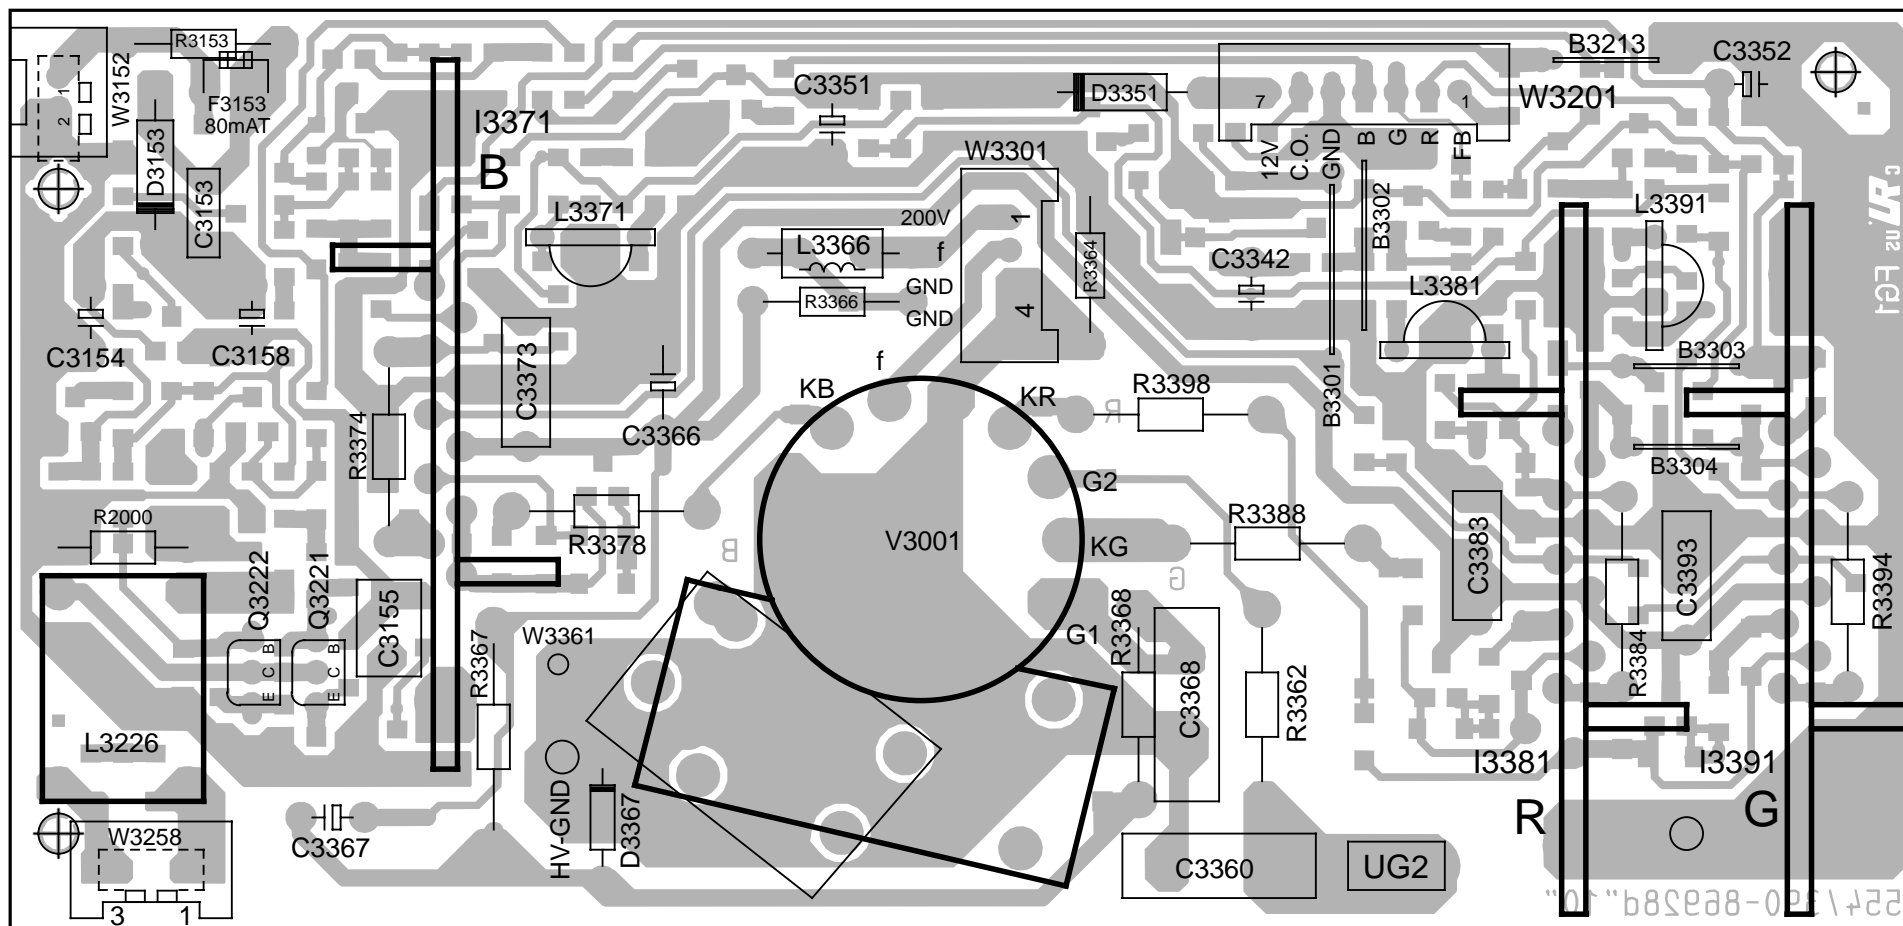 R3153
W3152
1
2
F3153
80mAT
D3153
C3153
I3371
B
C3351
D3351
7
1
W3201
12V
C.O.
GND
B
G
R
FB
B3213
C3352
W3301
200V
f
GND
GND
1
4
L3371
L3366
R3366
R3364
C3342
B3301
B3302
L3381
L3391
c
us
FG1
C3154
C3158
R3374
C3373
C3366
f
KB
KR
R3398
R
B3303
B3304
G2
V3001
KG
G1
R3388
B
G
R3378
C3383
C3393
R3394
R3384
R2000
Q3222
Q3221
B
C
E
B
C
E
C3155
R3367
W3361
R3368
C3368
R3362
L3226
I3381
I3391
R
G
HV-GND
D3367
C3367
W3258
3
1
C3360
UG2